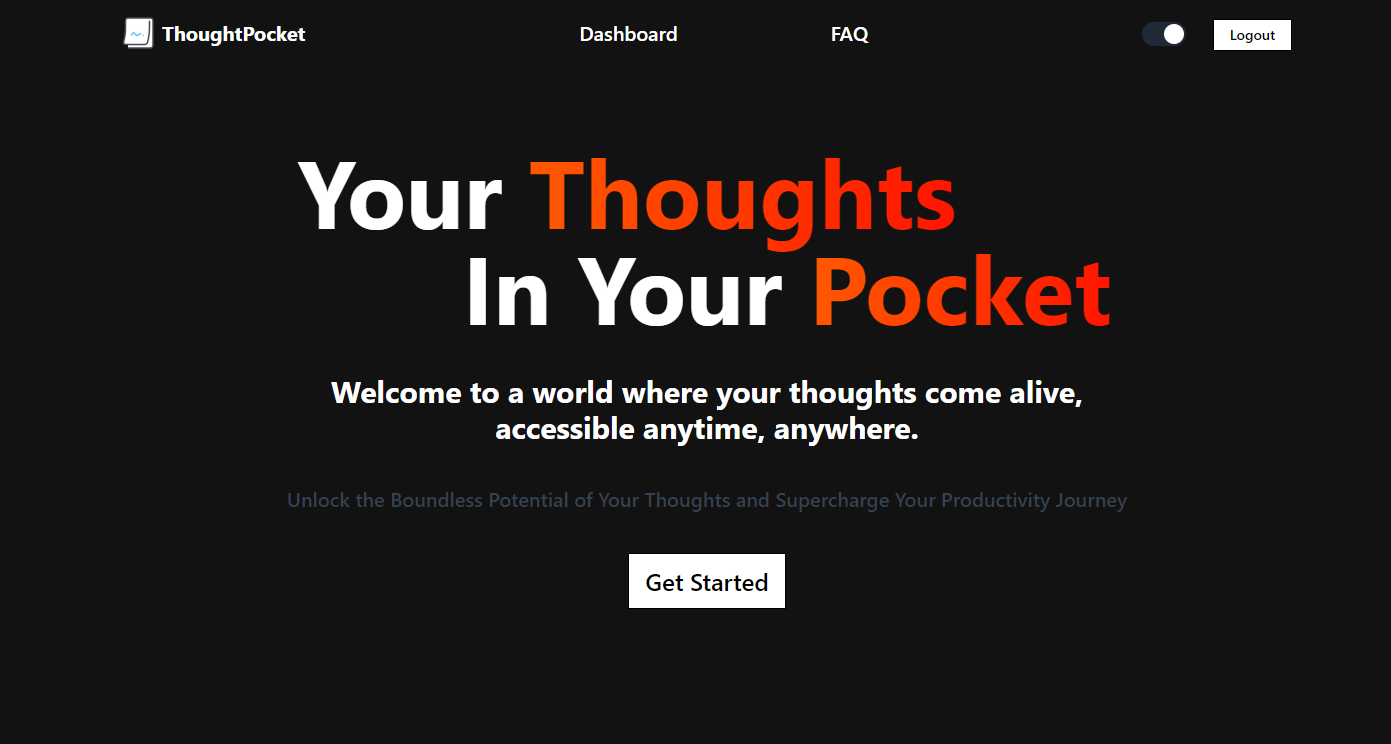 ThoughtPocket
Dashboard
FAQ
Logout
Your Thoughts
In Your Pocket
Welcome to a world where your thoughts come alive,
accessible anytime, anywhere.
Unlock the Boundless Potential of Your Thoughts and Supercharge Your Productivity Journey
Get Started